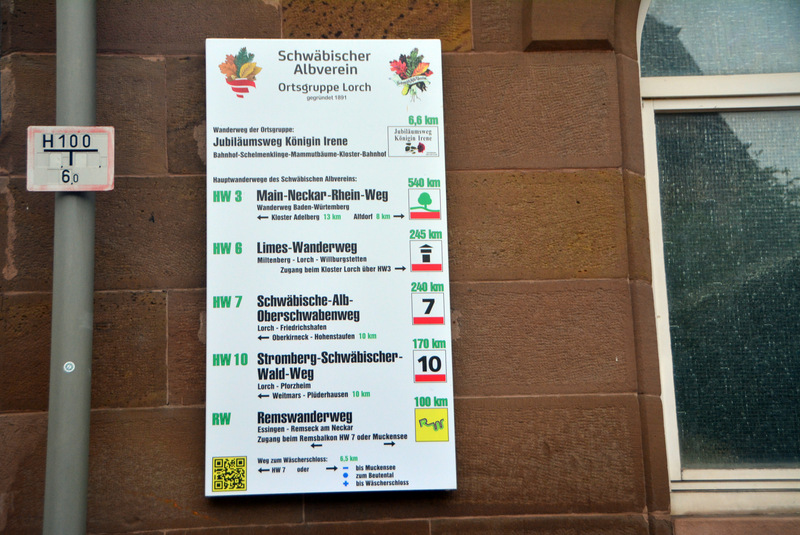 H100
6,0
Schwäbischer
Albverein
Ortsgruppe Lorch
gegründet 1891
6,6 km
Wanderweg der Ortsgruppe:
Jubiläumsweg Königin Irene
Bahnhof-Schelmenklinge-Mammutbäume-Kloster-Bahnhof
Jubiläumsweg
Königin Irene
Hauptwanderwege des Schwäbischen Albvereins:
540 km
HW 3 Main-Neckar-Rhein-Weg
Wanderweg Baden-Würtemberg
← Kloster Adelberg 13 km Alfdorf 8 km →
245 km
HW 6 Limes-Wanderweg
Miltenberg - Lorch - Willburgstetten
Zugang beim Kloster Lorch über HW3 →
240 km
HW 7 Schwäbische-Alb-
Oberschwabenweg
7
Lorch - Friedrichshafen
← Oberkirneck - Hohenstaufen 10 km
170 km
HW 10 Stromberg-Schwäbischer-
Wald-Weg
10
Lorch - Pforzheim
← Weitmars - Plüderhausen 10 km
100 km
RW Remswanderweg
Essingen - Remseck am Neckar
Zugang beim Remsbalkon HW 7 oder Muckensee
← →
Weg zum Wäscherschloss: 6,5 km
← HW 7 oder → bis Muckensee
zum Beutental
bis Wäscherschloss